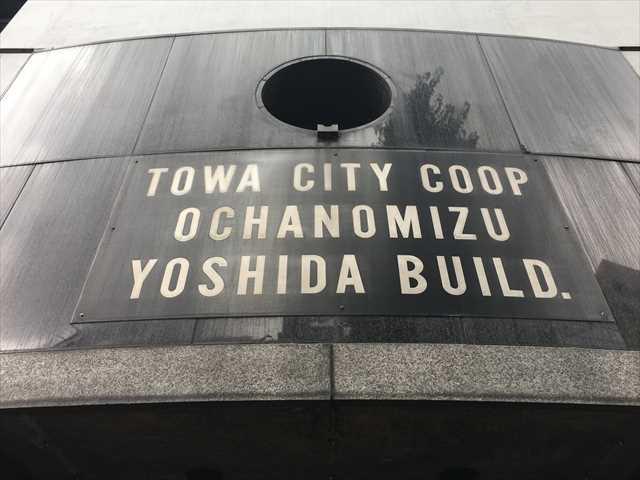 TOWA CITY COOP
OCHANOMIZU
YOSHIDA BUILD.